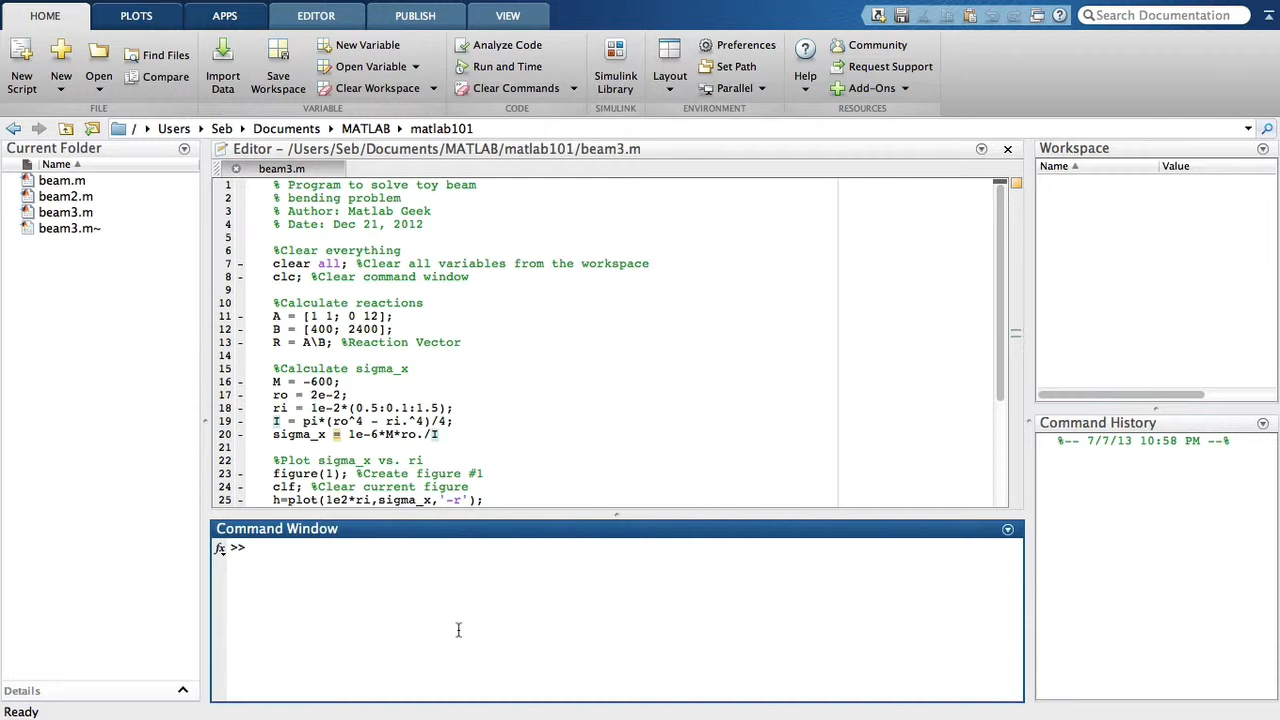 HOME PLOTS APPS EDITOR PUBLISH VIEW Search Documentation
New Script New Open Find Files Compare Import Data Save Workspace New Variable Open Variable Clear Workspace Analyze Code Run and Time Clear Commands Simulink Library Layout Preferences Set Path Parallel Help Community Request Support Add-Ons
FILE VARIABLE CODE SIMULINK ENVIRONMENT RESOURCES
/ Users Seb Documents MATLAB matlab101
Current Folder
Name
beam.m
beam2.m
beam3.m
beam3.m~
Details
Editor - /Users/Seb/Documents/MATLAB/matlab101/beam3.m
beam3.m
1 % Program to solve toy beam
2 % bending problem
3 % Author: Matlab Geek
4 % Date: Dec 21, 2012
5
6 %Clear everything
7 - clear all; %Clear all variables from the workspace
8 - clc; %Clear command window
9
10 %Calculate reactions
11 - A = [1 1; 0 12];
12 - B = [400; 2400];
13 - R = A\B; %Reaction Vector
14
15 %Calculate sigma_x
16 - M = -600;
17 - ro = 2e-2;
18 - ri = 1e-2*(0.5:0.1:1.5);
19 - I = pi*(ro^4 - ri.^4)/4;
20 - sigma_x = 1e-6*M*ro./I
21
22 %Plot sigma_x vs. ri
23 - figure(1); %Create figure #1
24 - clf; %Clear current figure
25 - h=plot(1e2*ri,sigma_x,'-r');
Command Window
fx >>
Workspace
Name Value
Command History
%-- 7/7/13 10:58 PM --%
Ready